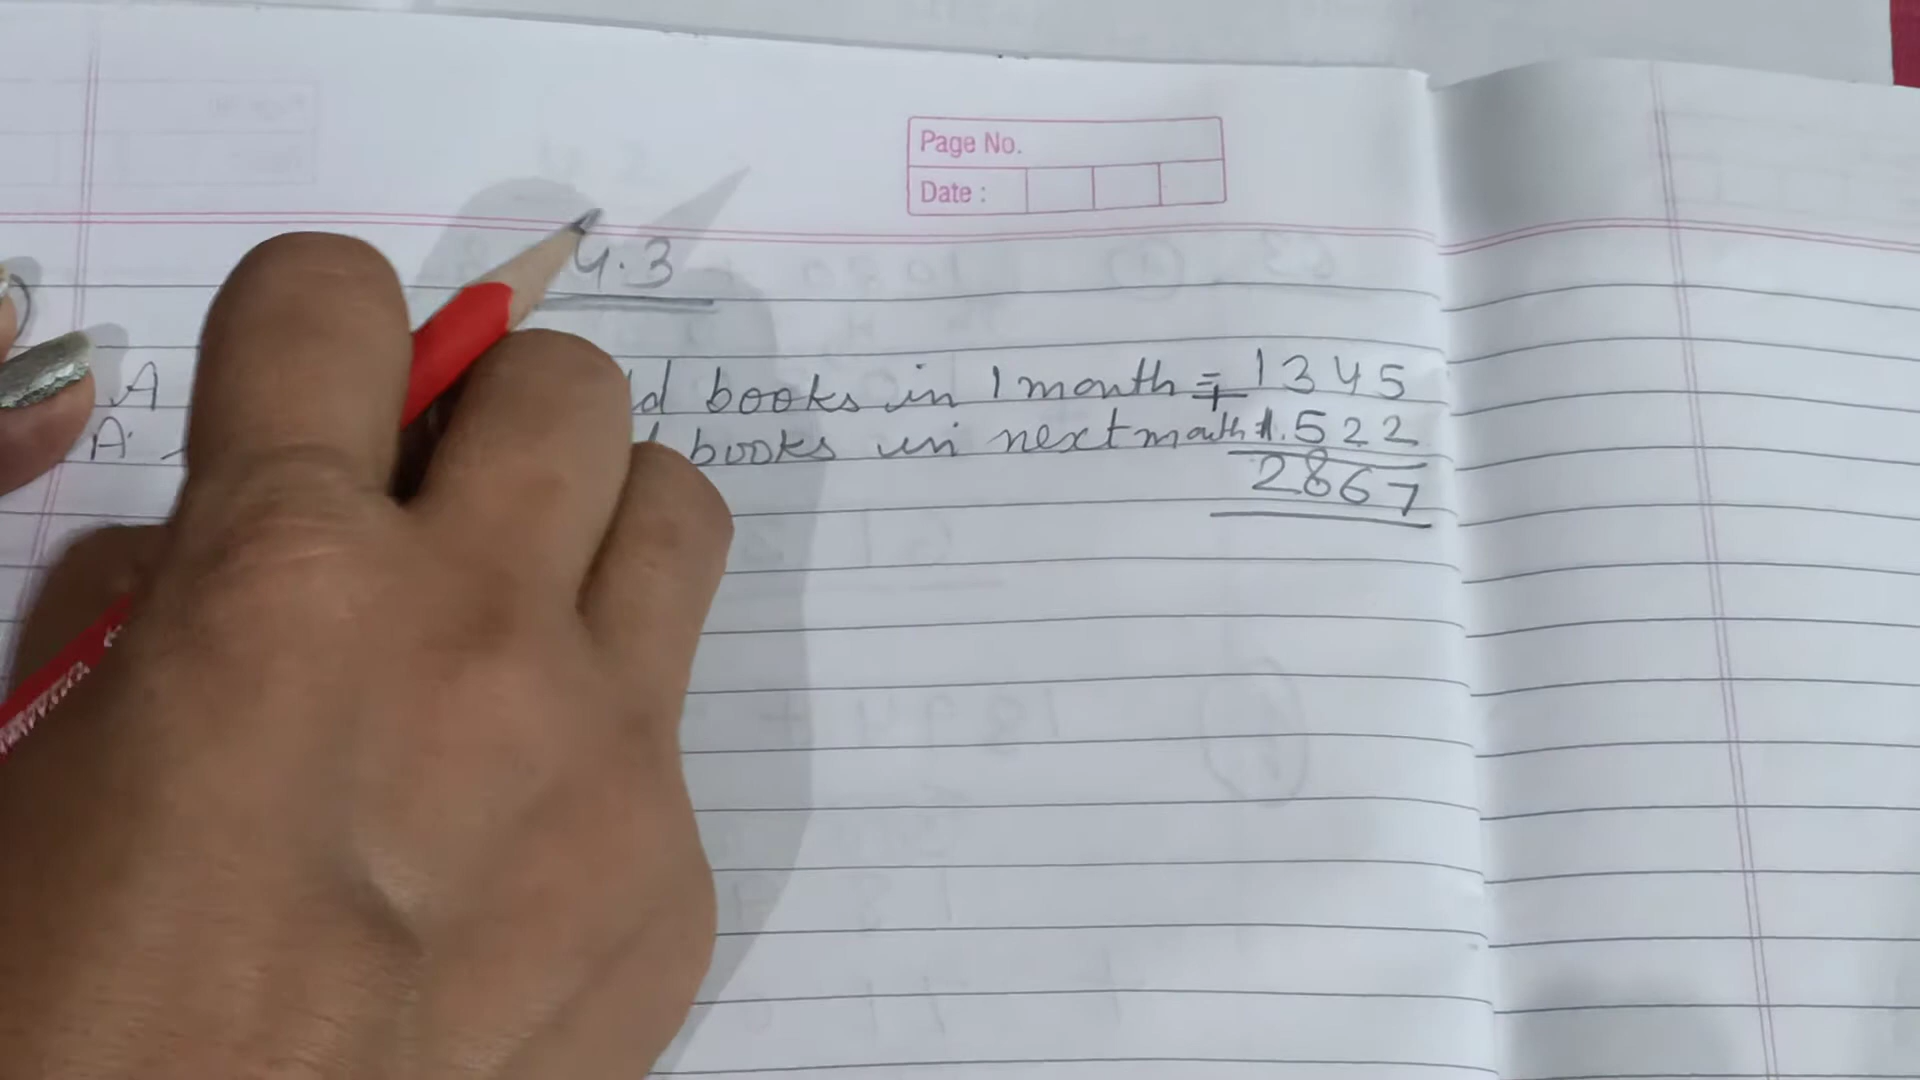 Page No.
Date :
4.3
A d books in 1 month = 1345
A books in next month + 1522
2867